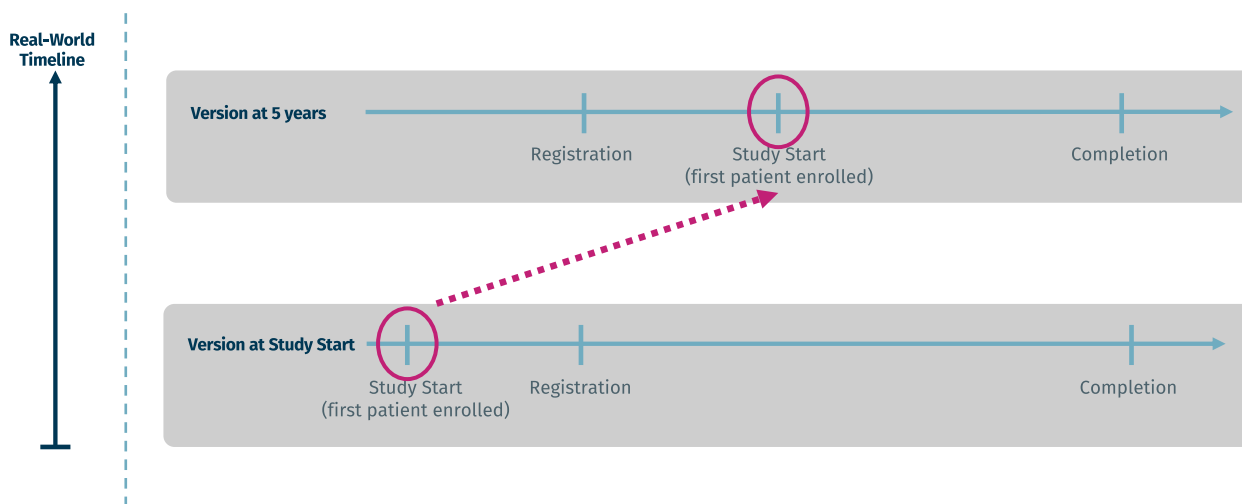 Real-World
Timeline
Version at 5 years
Registration
Study Start
(first patient enrolled)
Completion
Version at Study Start
Study Start
(first patient enrolled)
Registration
Completion